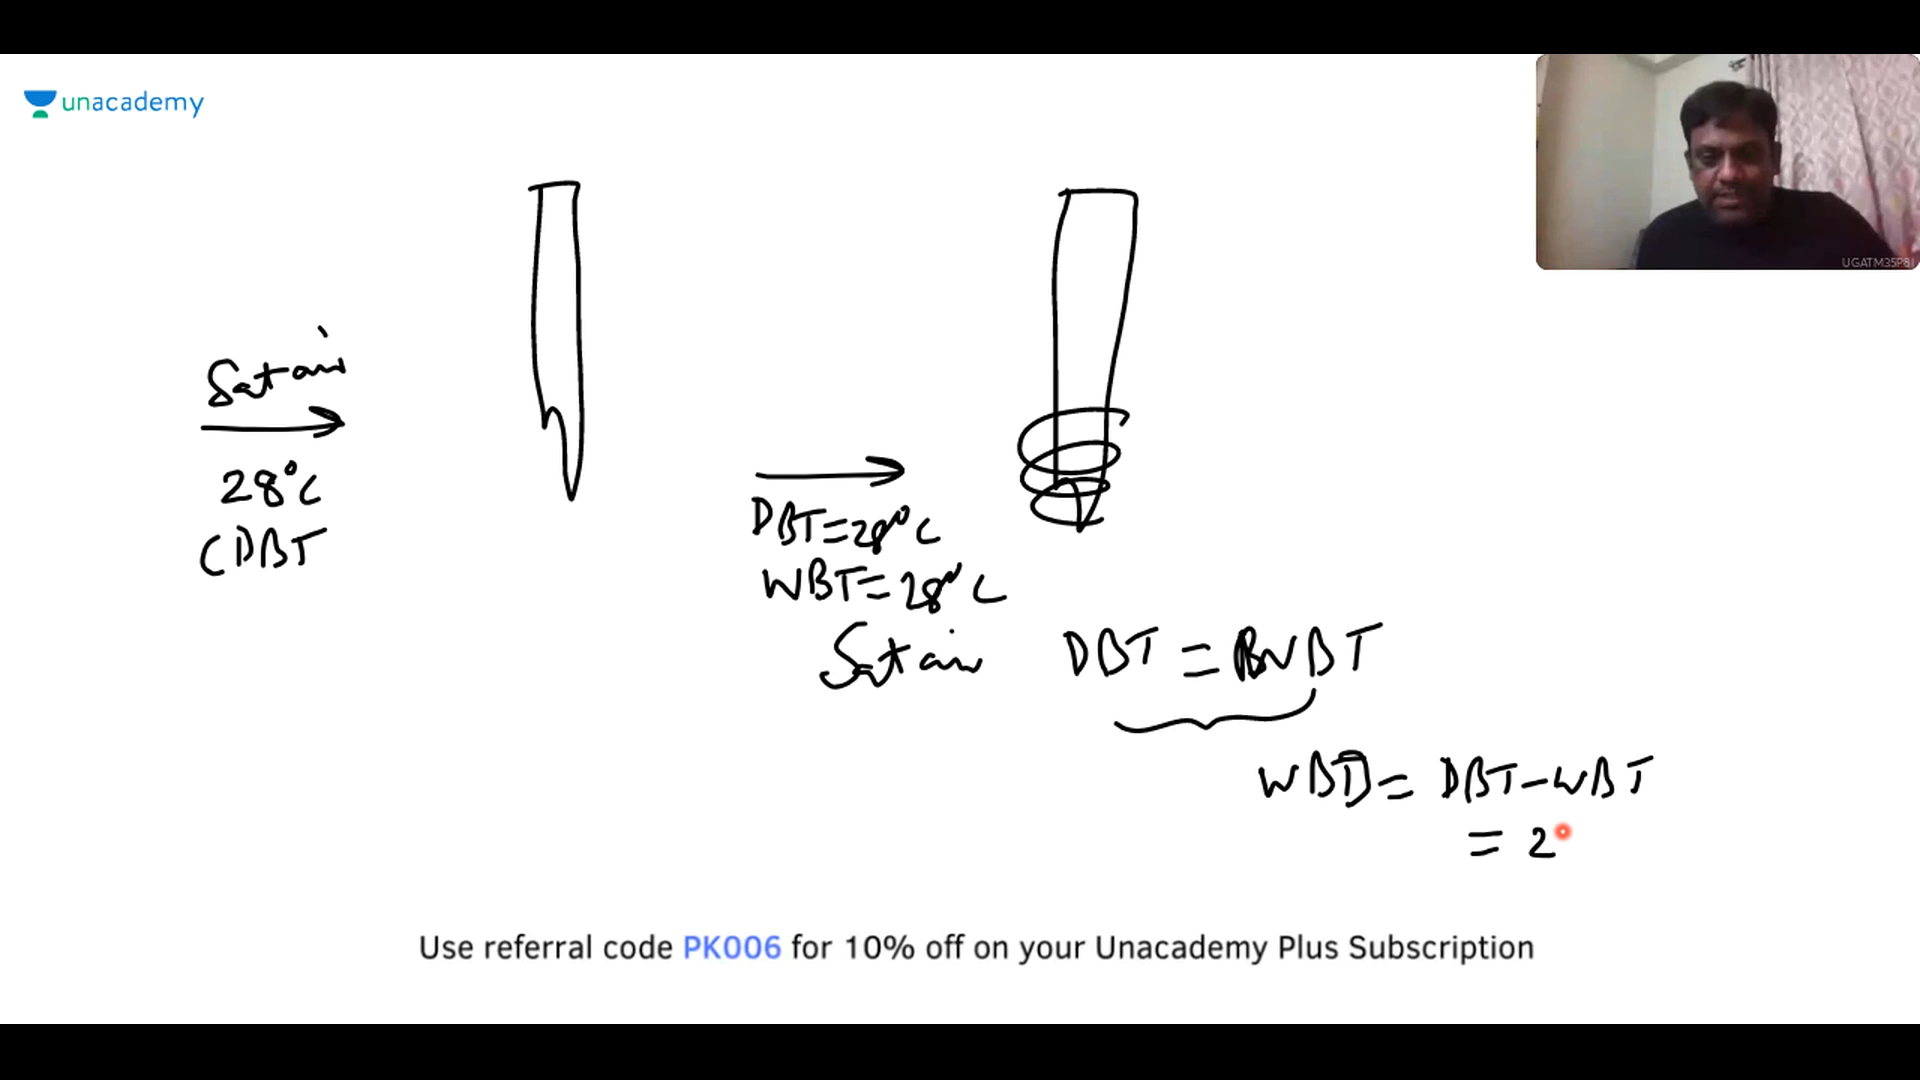 unacademy
UGATM35P8I
Sat air
28°C
(DBT
DBT=28°C
WBT=28°C
Sat air DBT = WBT
WBD = DBT-WBT
= 2
Use referral code PK006 for 10% off on your Unacademy Plus Subscription